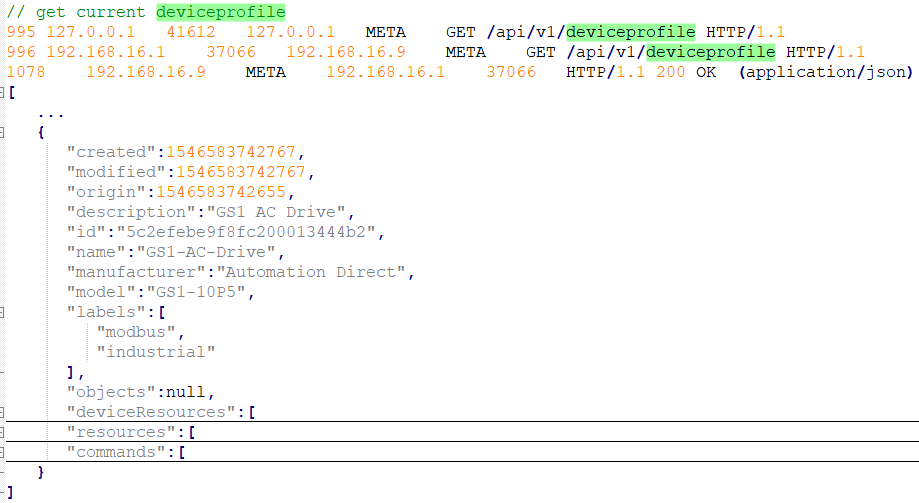 // get current deviceprofile
995 127.0.0.1 41612 127.0.0.1 META GET /api/v1/deviceprofile HTTP/1.1
996 192.168.16.1 37066 192.168.16.9 META GET /api/v1/deviceprofile HTTP/1.1
1078 192.168.16.9 META 192.168.16.1 37066 HTTP/1.1 200 OK (application/json)
[
...
{
"created":1546583742767,
"modified":1546583742767,
"origin":1546583742655,
"description":"GS1 AC Drive",
"id":"5c2efebe9f8fc200013444b2",
"name":"GS1-AC-Drive",
"manufacturer":"Automation Direct",
"model":"GS1-10P5",
"labels":[
"modbus",
"industrial"
],
"objects":null,
"deviceResources":[
"resources":[
"commands":[
}
]